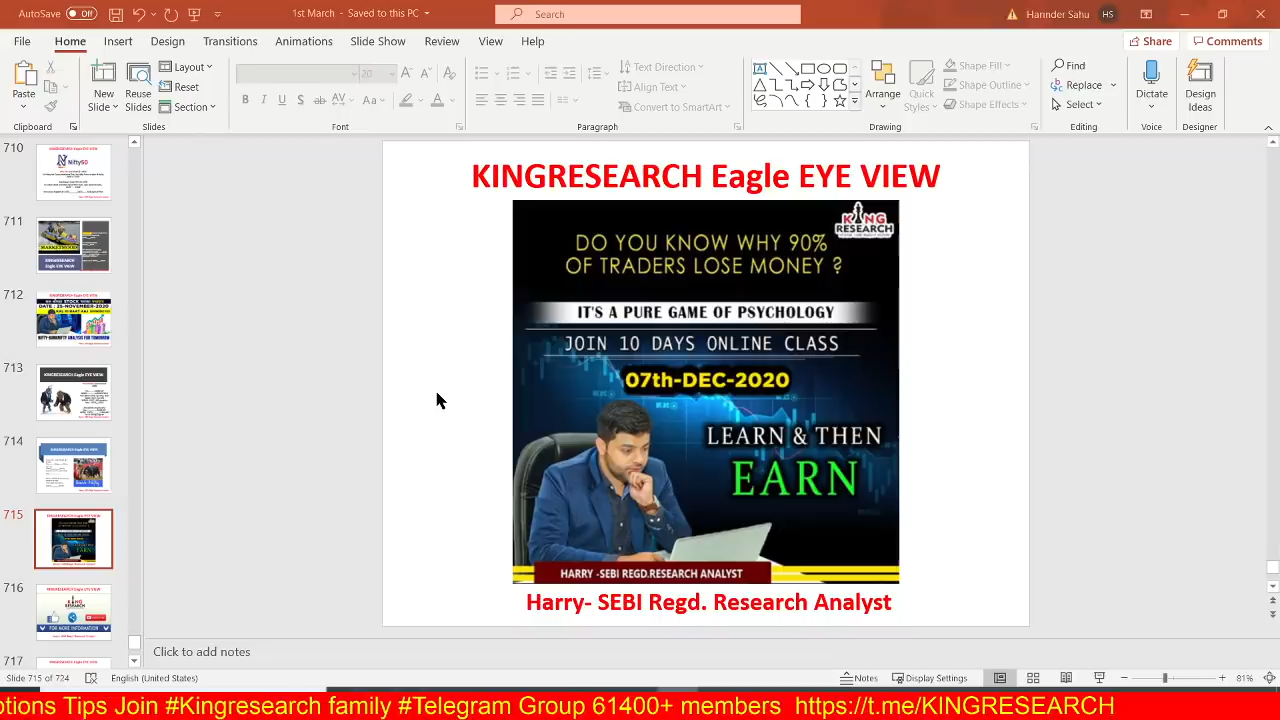 AutoSave Off 1st March - Saved to this PC Search Harinder Sahu HS
File Home Insert Design Transitions Animations Slide Show Review View Help Share Comments
Paste New Slide Reuse Slides Layout Reset Section 20 Text Direction Align Text Convert to SmartArt Arrange Quick Styles Shape Fill Shape Outline Shape Effects Find Replace Select Dictate Design Ideas
Clipboard Slides Font Paragraph Drawing Editing Voice Designer
710
711
712
713
714
715
716
717
KINGRESEARCH Eagle EYE VIEW
KING
RESEARCH
DO YOU KNOW WHY 90%
OF TRADERS LOSE MONEY ?
IT'S A PURE GAME OF PSYCHOLOGY
JOIN 10 DAYS ONLINE CLASS
07th-DEC-2020
LEARN & THEN
EARN
HARRY -SEBI REGD.RESEARCH ANALYST
Harry- SEBI Regd. Research Analyst
Click to add notes
Slide 715 of 724 English (United States) Notes Display Settings 81%
otions Tips Join #Kingresearch family #Telegram Group 61400+ members https://t.me/KINGRESEARCH